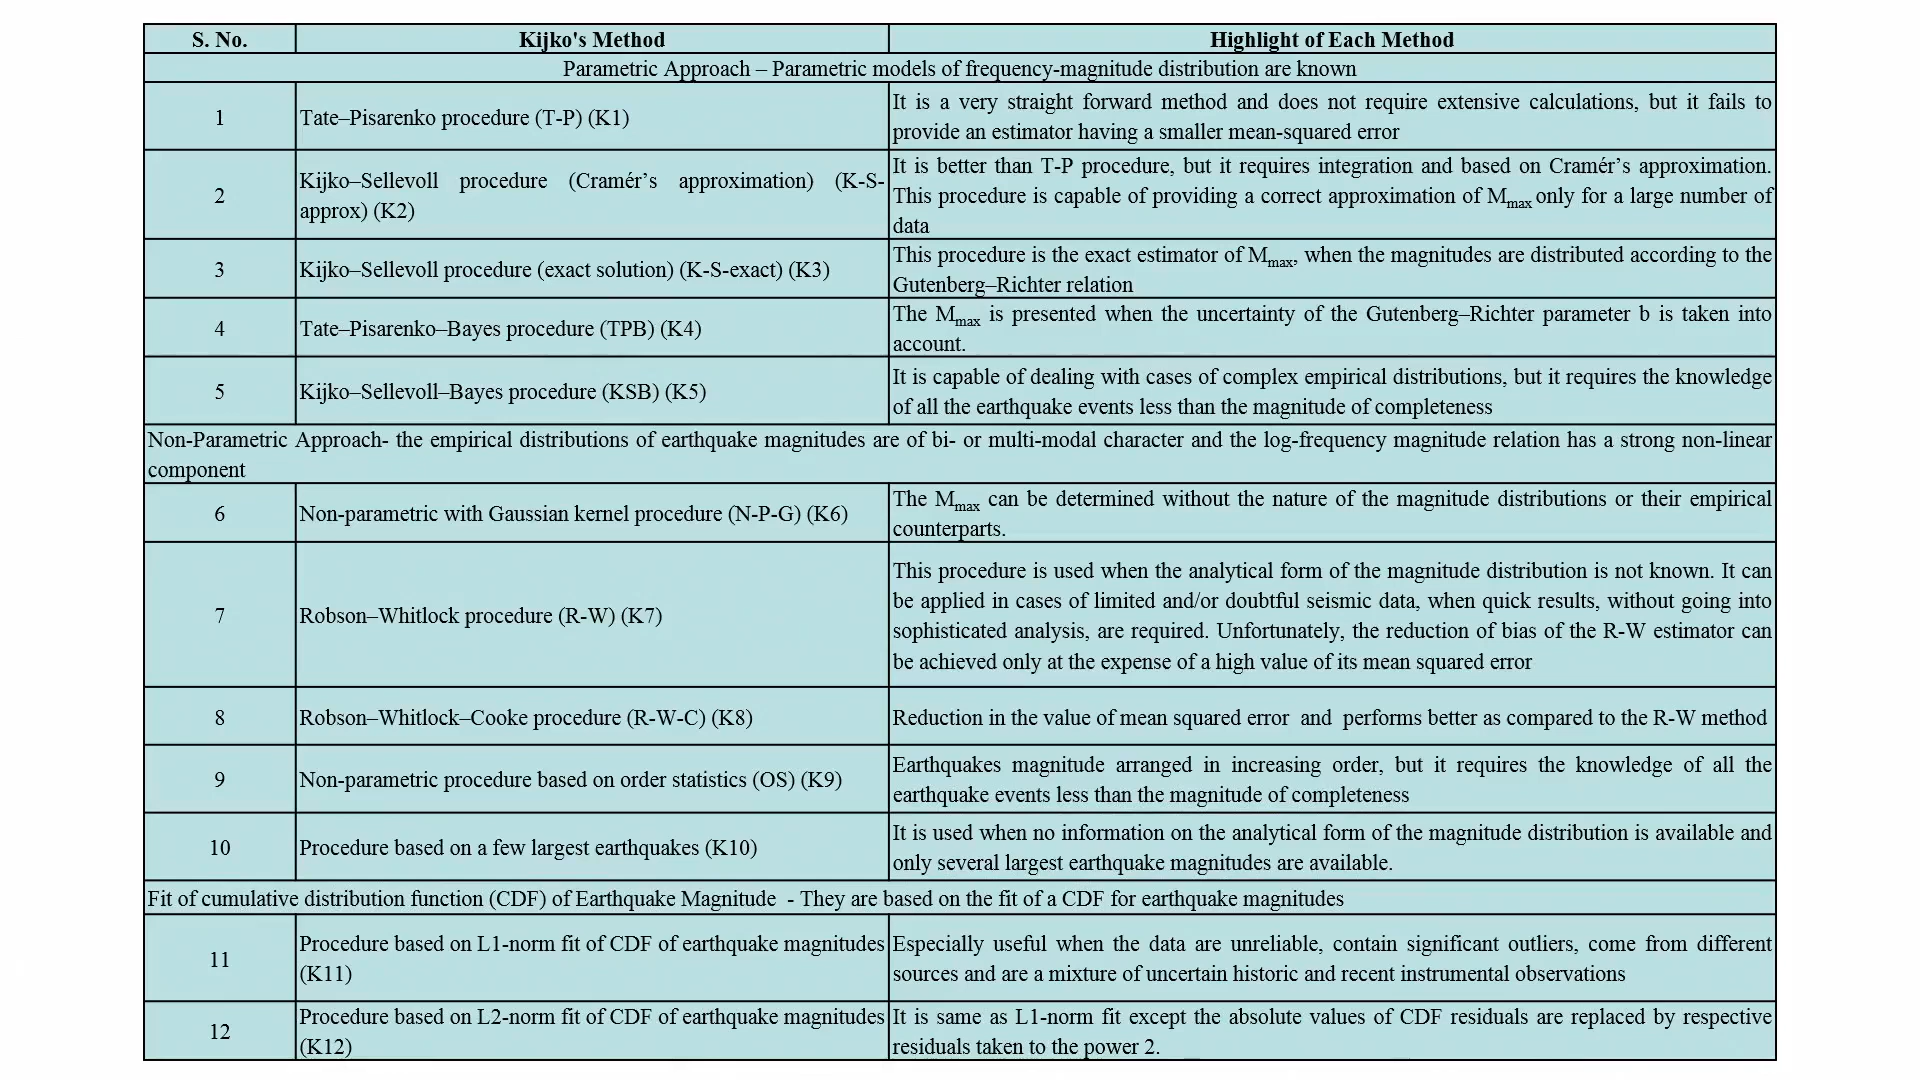 S. No. Kijko's Method Highlight of Each Method
Parametric Approach – Parametric models of frequency-magnitude distribution are known
1 Tate–Pisarenko procedure (T-P) (K1)
It is a very straight forward method and does not require extensive calculations, but it fails to
provide an estimator having a smaller mean-squared error
2
Kijko–Sellevoll procedure (Cramér’s approximation) (K-S-
approx) (K2)
It is better than T-P procedure, but it requires integration and based on Cramér’s approximation.
This procedure is capable of providing a correct approximation of Mmax only for a large number of
data
3 Kijko–Sellevoll procedure (exact solution) (K-S-exact) (K3)
This procedure is the exact estimator of Mmax, when the magnitudes are distributed according to the
Gutenberg–Richter relation
4 Tate–Pisarenko–Bayes procedure (TPB) (K4)
The Mmax is presented when the uncertainty of the Gutenberg–Richter parameter b is taken into
account.
5 Kijko–Sellevoll–Bayes procedure (KSB) (K5)
It is capable of dealing with cases of complex empirical distributions, but it requires the knowledge
of all the earthquake events less than the magnitude of completeness
Non-Parametric Approach- the empirical distributions of earthquake magnitudes are of bi- or multi-modal character and the log-frequency magnitude relation has a strong non-linear
component
6 Non-parametric with Gaussian kernel procedure (N-P-G) (K6)
The Mmax can be determined without the nature of the magnitude distributions or their empirical
counterparts.
7 Robson–Whitlock procedure (R-W) (K7)
This procedure is used when the analytical form of the magnitude distribution is not known. It can
be applied in cases of limited and/or doubtful seismic data, when quick results, without going into
sophisticated analysis, are required. Unfortunately, the reduction of bias of the R-W estimator can
be achieved only at the expense of a high value of its mean squared error
8 Robson–Whitlock–Cooke procedure (R-W-C) (K8)
Reduction in the value of mean squared error and performs better as compared to the R-W method
9 Non-parametric procedure based on order statistics (OS) (K9)
Earthquakes magnitude arranged in increasing order, but it requires the knowledge of all the
earthquake events less than the magnitude of completeness
10 Procedure based on a few largest earthquakes (K10)
It is used when no information on the analytical form of the magnitude distribution is available and
only several largest earthquake magnitudes are available.
Fit of cumulative distribution function (CDF) of Earthquake Magnitude - They are based on the fit of a CDF for earthquake magnitudes
11
Procedure based on L1-norm fit of CDF of earthquake magnitudes
(K11)
Especially useful when the data are unreliable, contain significant outliers, come from different
sources and are a mixture of uncertain historic and recent instrumental observations
12
Procedure based on L2-norm fit of CDF of earthquake magnitudes
(K12)
It is same as L1-norm fit except the absolute values of CDF residuals are replaced by respective
residuals taken to the power 2.